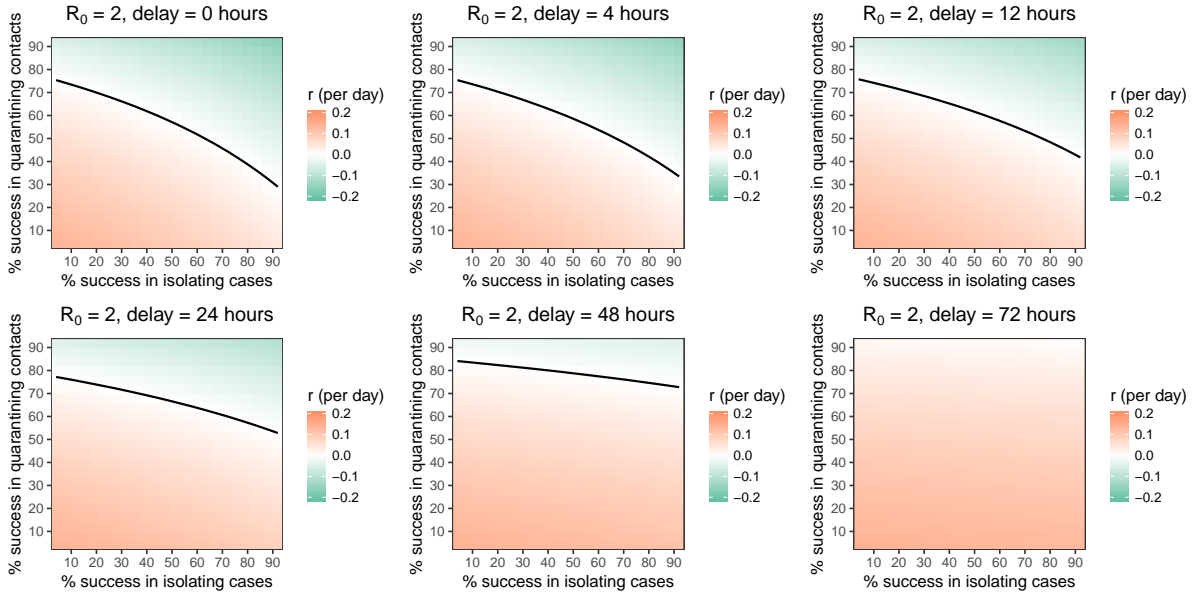 R₀ = 2, delay = 0 hours
% success in quarantining contacts
90
80
70
60
50
40
30
20
10
10 20 30 40 50 60 70 80 90
% success in isolating cases
r (per day)
0.2
0.1
0.0
−0.1
−0.2
R₀ = 2, delay = 4 hours
% success in quarantining contacts
90
80
70
60
50
40
30
20
10
10 20 30 40 50 60 70 80 90
% success in isolating cases
r (per day)
0.2
0.1
0.0
−0.1
−0.2
R₀ = 2, delay = 12 hours
% success in quarantining contacts
90
80
70
60
50
40
30
20
10
10 20 30 40 50 60 70 80 90
% success in isolating cases
r (per day)
0.2
0.1
0.0
−0.1
−0.2
R₀ = 2, delay = 24 hours
% success in quarantining contacts
90
80
70
60
50
40
30
20
10
10 20 30 40 50 60 70 80 90
% success in isolating cases
r (per day)
0.2
0.1
0.0
−0.1
−0.2
R₀ = 2, delay = 48 hours
% success in quarantining contacts
90
80
70
60
50
40
30
20
10
10 20 30 40 50 60 70 80 90
% success in isolating cases
r (per day)
0.2
0.1
0.0
−0.1
−0.2
R₀ = 2, delay = 72 hours
% success in quarantining contacts
90
80
70
60
50
40
30
20
10
10 20 30 40 50 60 70 80 90
% success in isolating cases
r (per day)
0.2
0.1
0.0
−0.1
−0.2